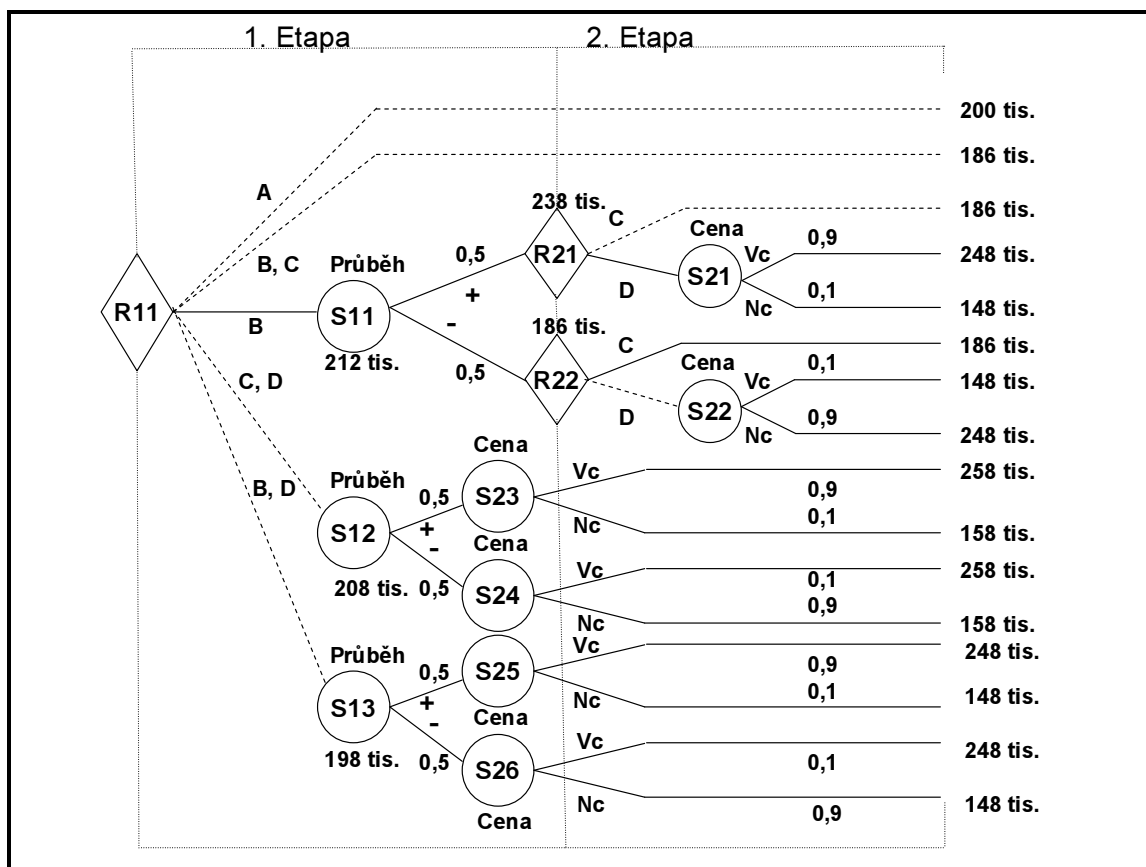 1. Etapa
2. Etapa
200 tis.
186 tis.
A
238 tis.
C
186 tis.
B, C
Průběh
0,5
R21
Cena
Vc
0,9
248 tis.
S21
R11
B
S11
+
D
Nc
0,1
148 tis.
-
186 tis.
212 tis.
0,5
R22
C
186 tis.
Cena
Vc
0,1
148 tis.
C, D
D
S22
Nc
0,9
248 tis.
Cena
B, D
Průběh
0,5
S23
Vc
258 tis.
0,9
S12
+
Nc
0,1
158 tis.
-
Cena
208 tis.
0,5
S24
Vc
258 tis.
0,1
0,9
Nc
158 tis.
Průběh
0,5
S25
Vc
248 tis.
0,9
S13
+
Nc
0,1
148 tis.
-
Cena
198 tis.
0,5
S26
Vc
248 tis.
0,1
Nc
148 tis.
0,9
Cena